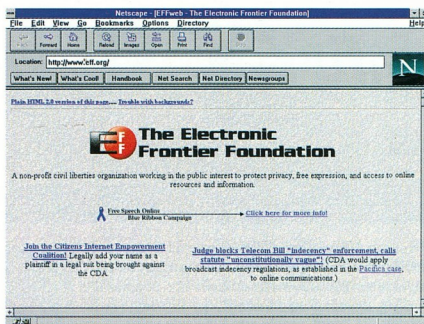 Netscape - [EFFweb - The Electronic Frontier Foundation]
File Edit View Go Bookmarks Options Directory Help
Back Forward Home Reload Images Open Print Find
Location: http://www.eff.org/
What's New! What's Cool! Handbook Net Search Net Directory Newsgroups
N
Plain HTML 2.0 version of this page..... Trouble with backgrounds?
EFF
The Electronic
Frontier Foundation
A non-profit civil liberties organization working in the public interest to protect privacy, free expression, and access to online
resources and information.
Free Speech Online
Blue Ribbon Campaign
Click here for more info!
Join the Citizens Internet Empowerment
Coalition! Legally add your name as a
plaintiff in a legal suit being brought against
the CDA.
Judge blocks Telecom Bill "indecency" enforcement, calls
statute "unconstitutionally vague"! (CDA would apply
broadcast indecency regulations, as established in the Pacifica case,
to online communications.)